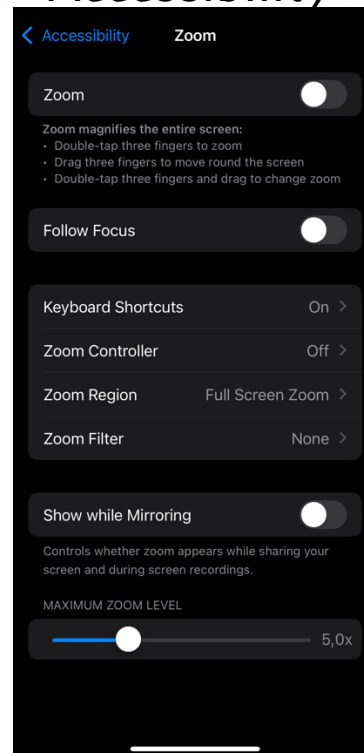 Accessibility
Accessibility Zoom
Zoom
Zoom magnifies the entire screen:
• Double-tap three fingers to zoom
• Drag three fingers to move round the screen
• Double-tap three fingers and drag to change zoom
Follow Focus
Keyboard Shortcuts On
Zoom Controller Off
Zoom Region Full Screen Zoom
Zoom Filter None
Show while Mirroring
Controls whether zoom appears while sharing your
screen and during screen recordings.
MAXIMUM ZOOM LEVEL
5,0x